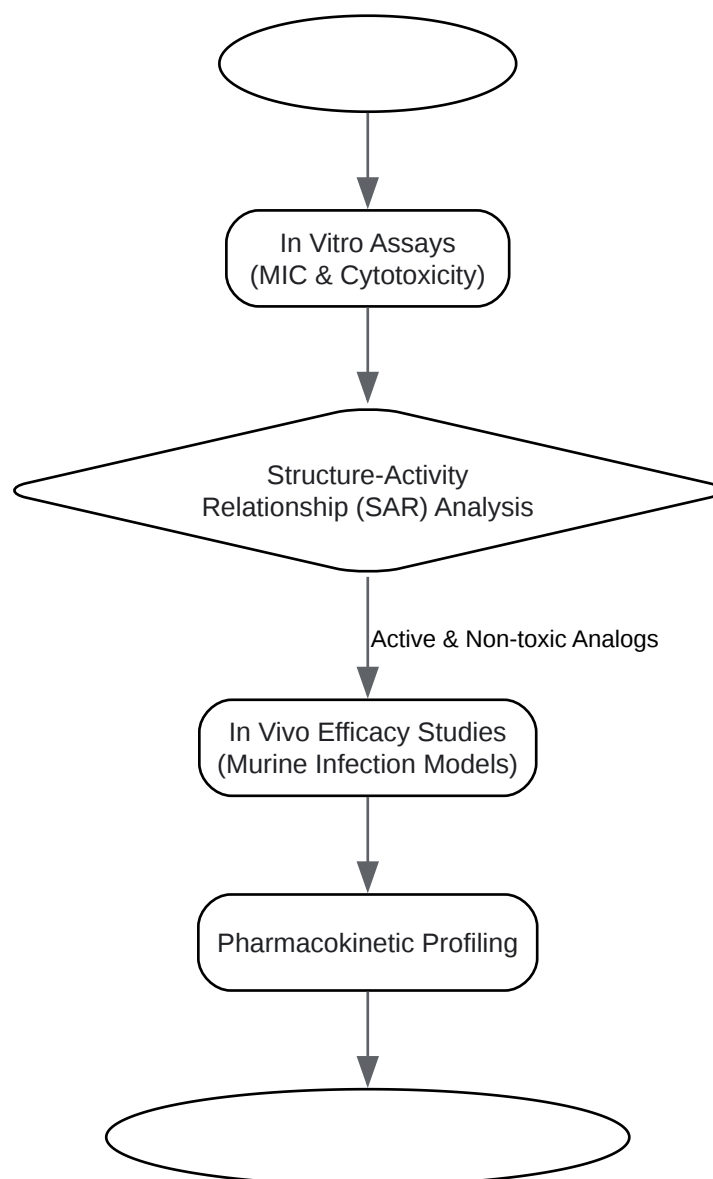 In Vitro Assays
(MIC & Cytotoxicity)
Structure-Activity
Relationship (SAR) Analysis
Active & Non-toxic Analogs
In Vivo Efficacy Studies
(Murine Infection Models)
Pharmacokinetic Profiling